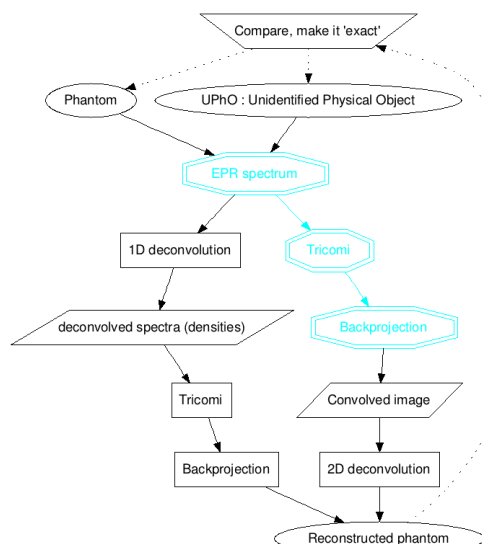 Compare, make it 'exact'
Phantom
UPhO : Unidentified Physical Object
EPR spectrum
1D deconvolution
Tricomi
deconvolved spectra (densities)
Backprojection
Tricomi
Convolved image
Backprojection
2D deconvolution
Reconstructed phantom